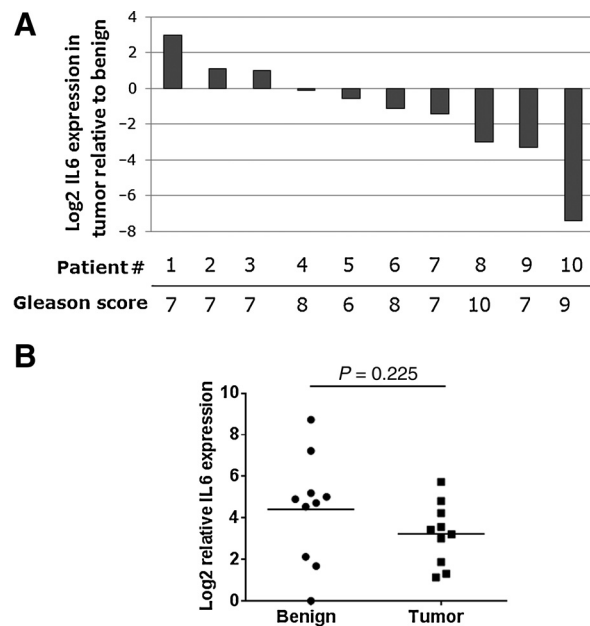 A
Log2 IL6 expression in
tumor relative to benign
4
2
0
−2
−4
−6
−8
Patient # 1 2 3 4 5 6 7 8 9 10
Gleason score 7 7 7 8 6 8 7 10 7 9
B
P = 0.225
Log2 relative IL6 expression
10
8
6
4
2
0
Benign Tumor